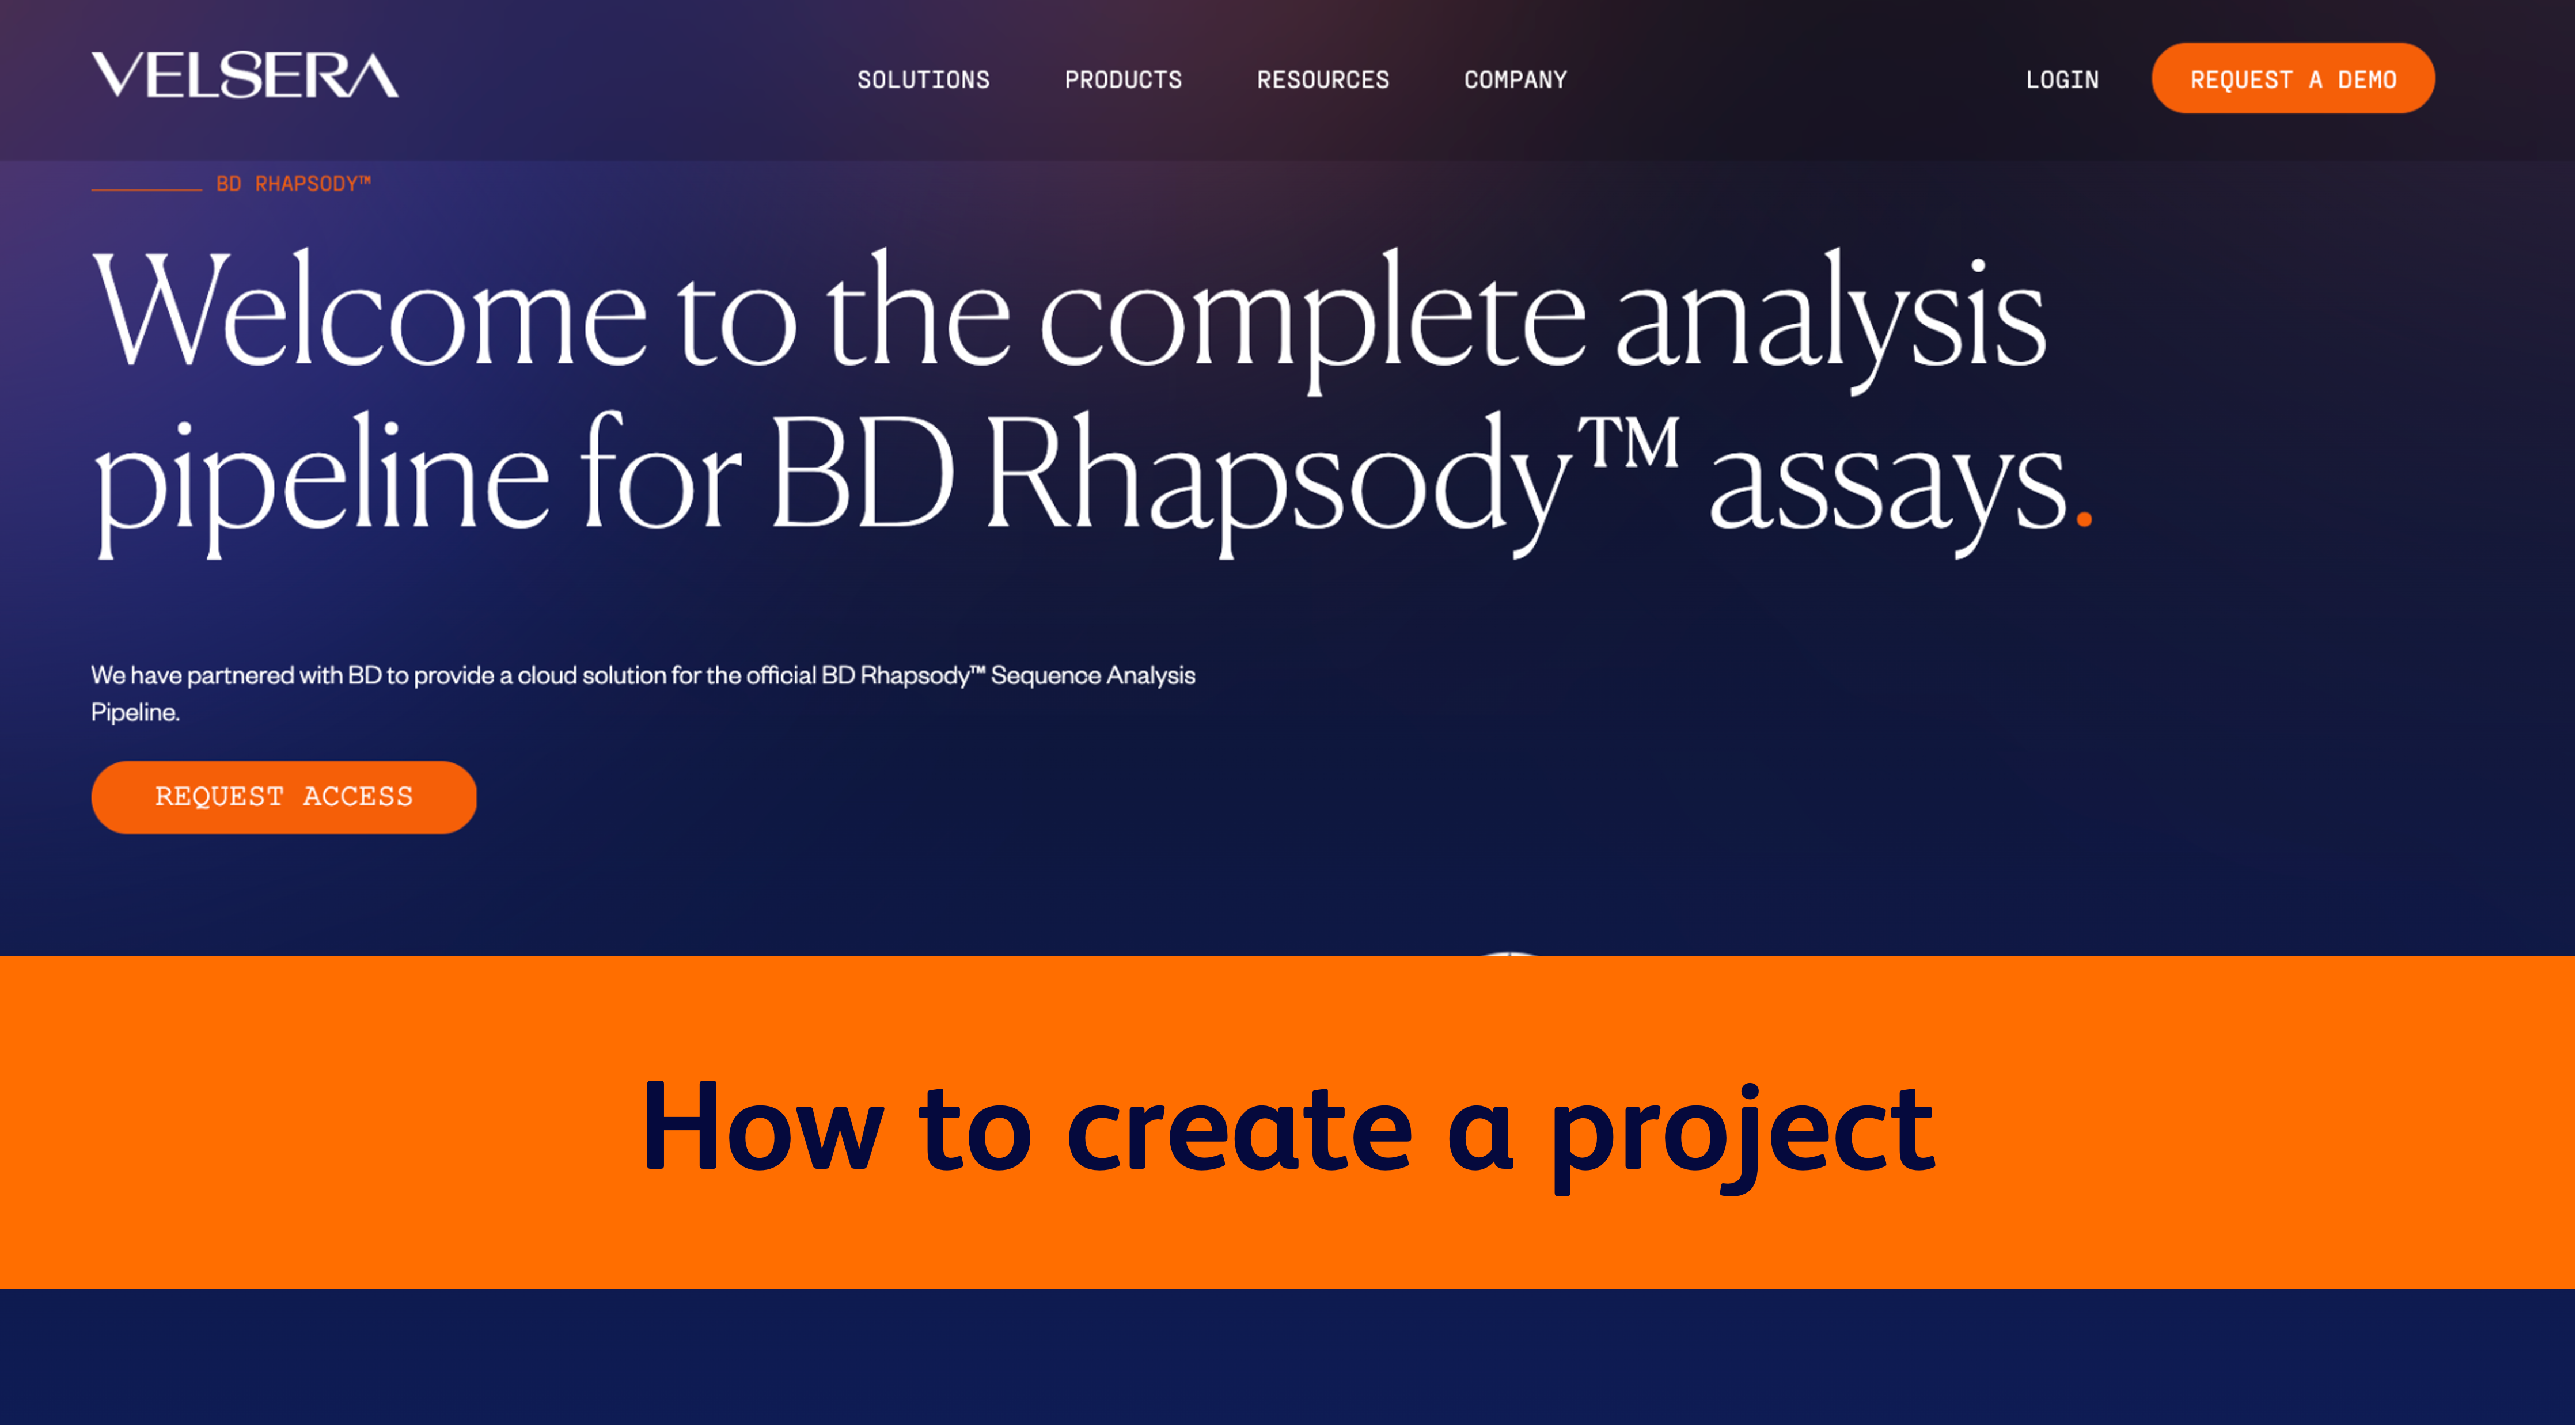 VELSERA
SOLUTIONS PRODUCTS RESOURCES COMPANY LOGIN REQUEST A DEMO
BD RHAPSODY™
Welcome to the complete analysis
pipeline for BD Rhapsody™ assays.
We have partnered with BD to provide a cloud solution for the official BD Rhapsody™ Sequence Analysis
Pipeline.
REQUEST ACCESS
How to create a project